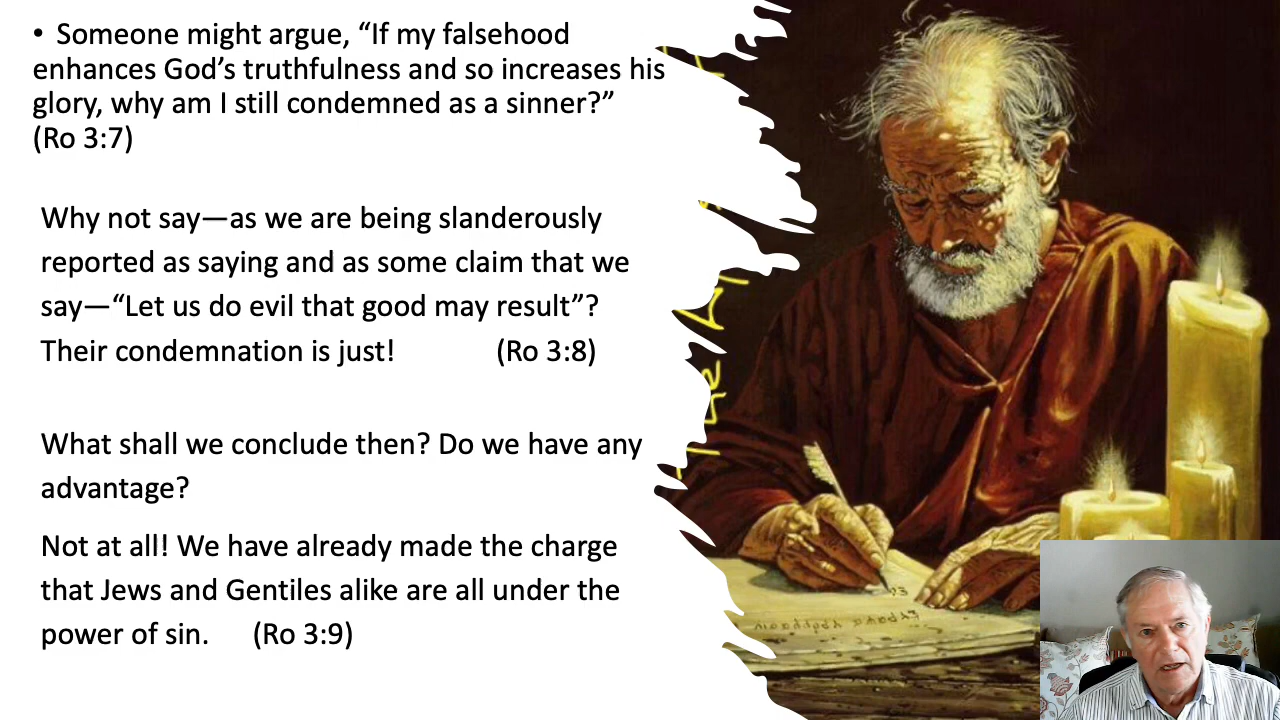 • Someone might argue, “If my falsehood
enhances God’s truthfulness and so increases his
glory, why am I still condemned as a sinner?”
(Ro 3:7)
Why not say—as we are being slanderously
reported as saying and as some claim that we
say—“Let us do evil that good may result”?
Their condemnation is just! (Ro 3:8)
What shall we conclude then? Do we have any
advantage?
Not at all! We have already made the charge
that Jews and Gentiles alike are all under the
power of sin. (Ro 3:9)